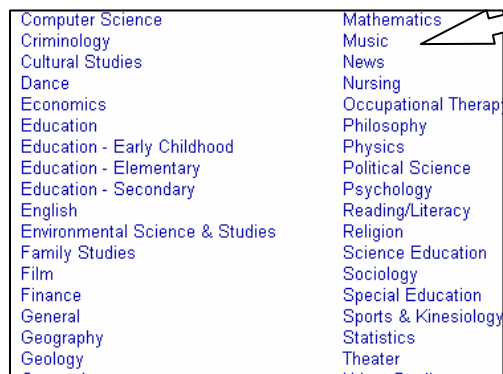 Computer Science
Criminology
Cultural Studies
Dance
Economics
Education
Education - Early Childhood
Education - Elementary
Education - Secondary
English
Environmental Science & Studies
Family Studies
Film
Finance
General
Geography
Geology
Mathematics
Music
News
Nursing
Occupational Therapy
Philosophy
Physics
Political Science
Psychology
Reading/Literacy
Religion
Science Education
Sociology
Special Education
Sports & Kinesiology
Statistics
Theater